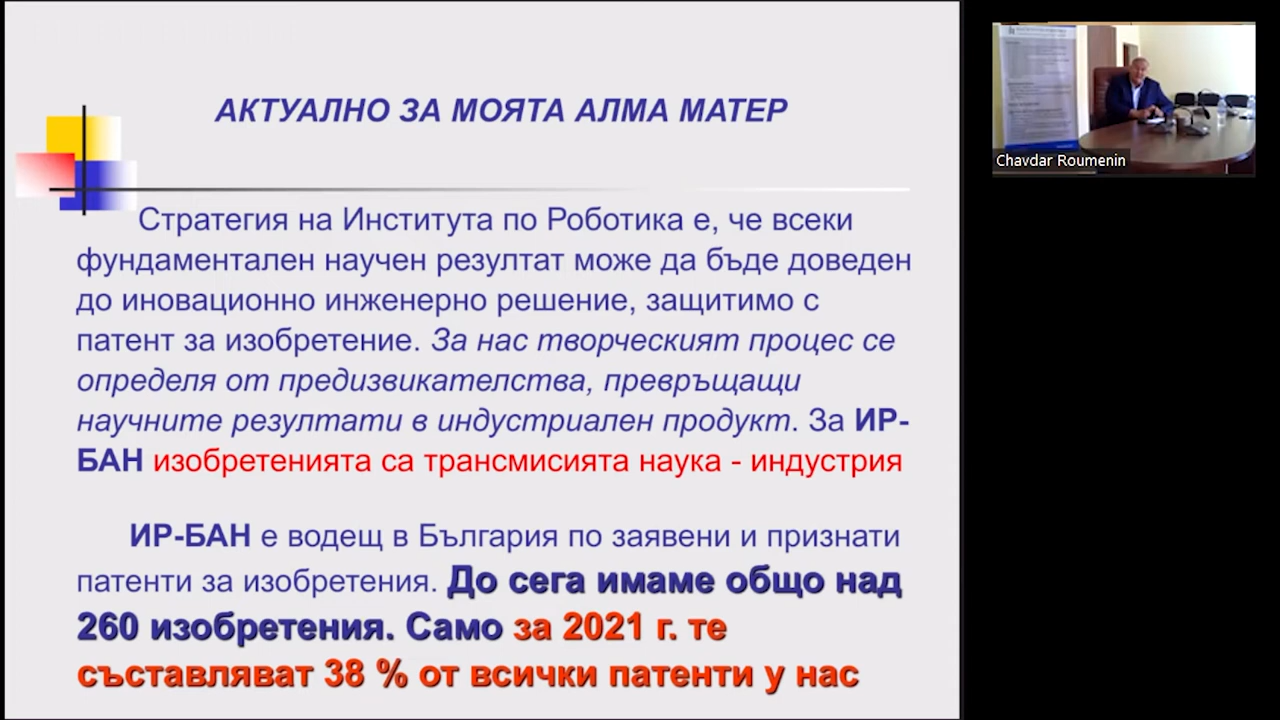 АКТУАЛНО ЗА МОЯТА АЛМА МАТЕР
Стратегия на Института по Роботика е, че всеки
фундаментален научен резултат може да бъде доведен
до иновационно инженерно решение, защитимо с
патент за изобретение. За нас творческият процес се
определя от предизвикателства, превръщащи
научните резултати в индустриален продукт. За ИР-
БАН изобретенията са трансмисията наука - индустрия
ИР-БАН е водещ в България по заявени и признати
патенти за изобретения. До сега имаме общо над
260 изобретения. Само за 2021 г. те
съставляват 38 % от всички патенти у нас
Chavdar Roumenin